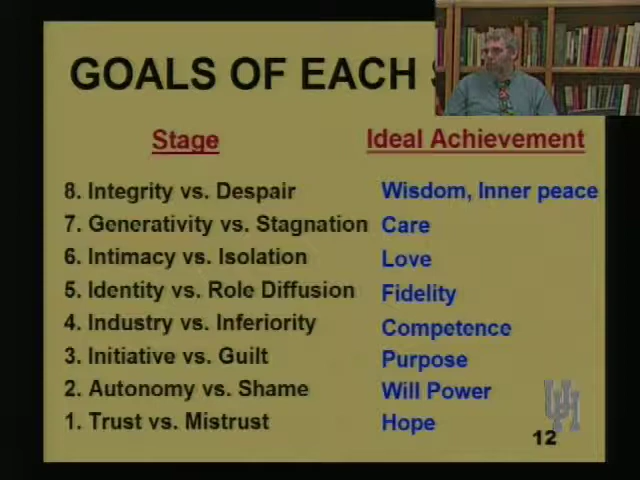 GOALS OF EACH
Stage Ideal Achievement
8. Integrity vs. Despair Wisdom, Inner peace
7. Generativity vs. Stagnation Care
6. Intimacy vs. Isolation Love
5. Identity vs. Role Diffusion Fidelity
4. Industry vs. Inferiority Competence
3. Initiative vs. Guilt Purpose
2. Autonomy vs. Shame Will Power
1. Trust vs. Mistrust Hope
UH
12